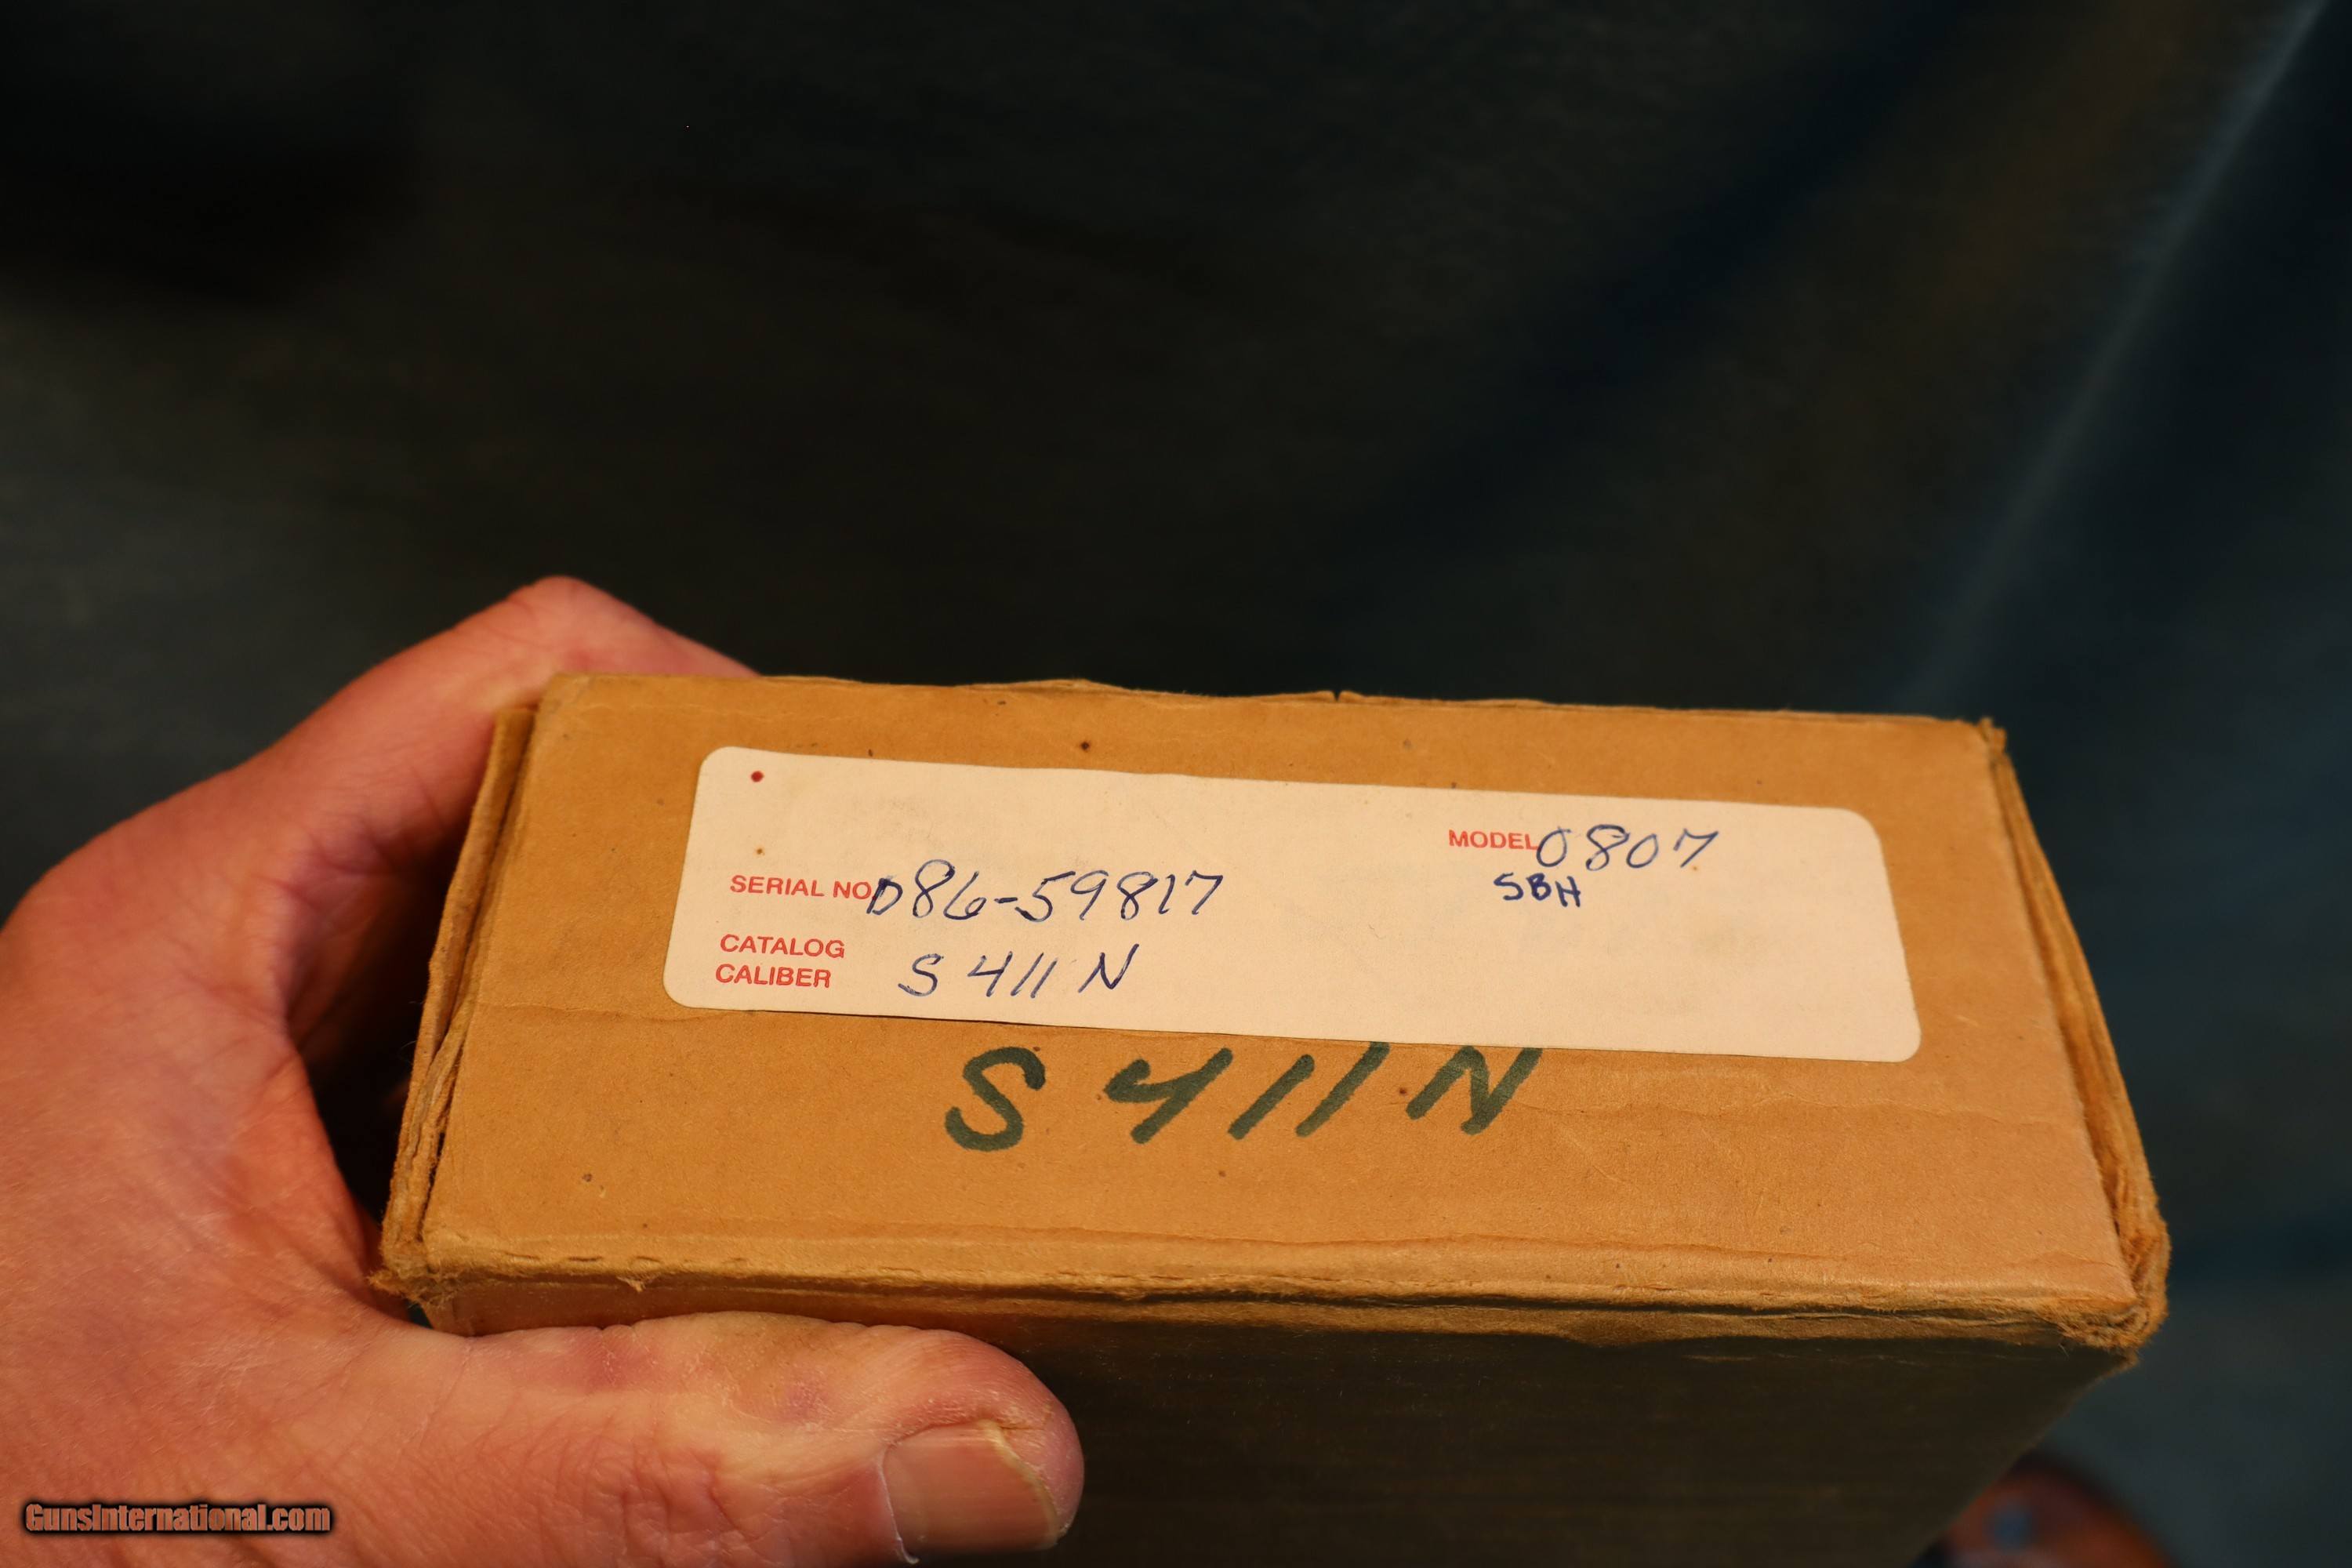 MODEL 0807
SBH
SERIAL NO. D86-59817
CATALOG
CALIBER S411N
S411N
GunsInternational.com